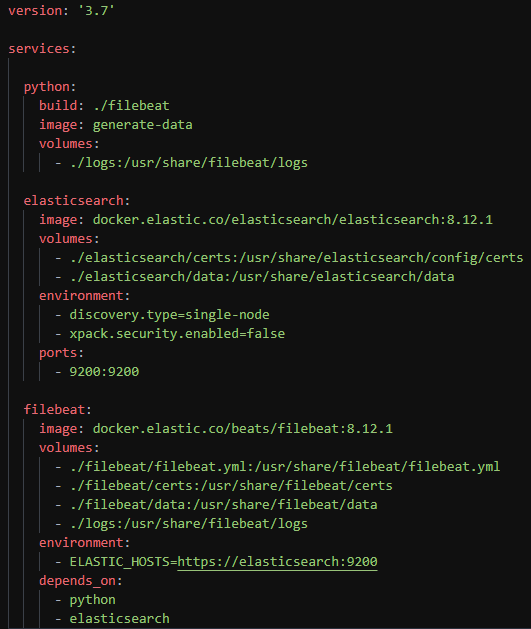 version: '3.7'
services:
python:
build: ./filebeat
image: generate-data
volumes:
- ./logs:/usr/share/filebeat/logs
elasticsearch:
image: docker.elastic.co/elasticsearch/elasticsearch:8.12.1
volumes:
- ./elasticsearch/certs:/usr/share/elasticsearch/config/certs
- ./elasticsearch/data:/usr/share/elasticsearch/data
environment:
- discovery.type=single-node
- xpack.security.enabled=false
ports:
- 9200:9200
filebeat:
image: docker.elastic.co/beats/filebeat:8.12.1
volumes:
- ./filebeat/filebeat.yml:/usr/share/filebeat/filebeat.yml
- ./filebeat/certs:/usr/share/filebeat/certs
- ./filebeat/data:/usr/share/filebeat/data
- ./logs:/usr/share/filebeat/logs
environment:
- ELASTIC_HOSTS=https://elasticsearch:9200
depends_on:
- python
- elasticsearch